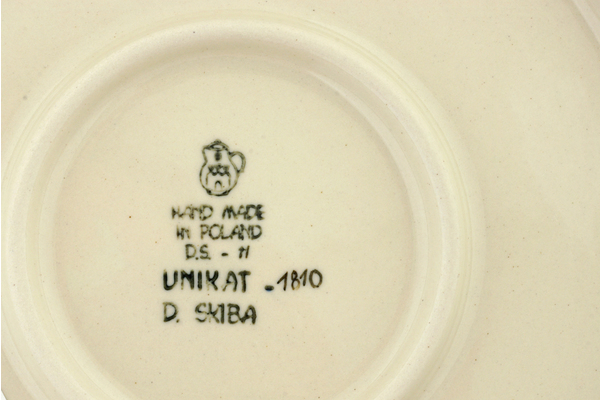 HAND MADE
IN POLAND
D.S. - 11
UNIKAT -1810
D. SKIBA